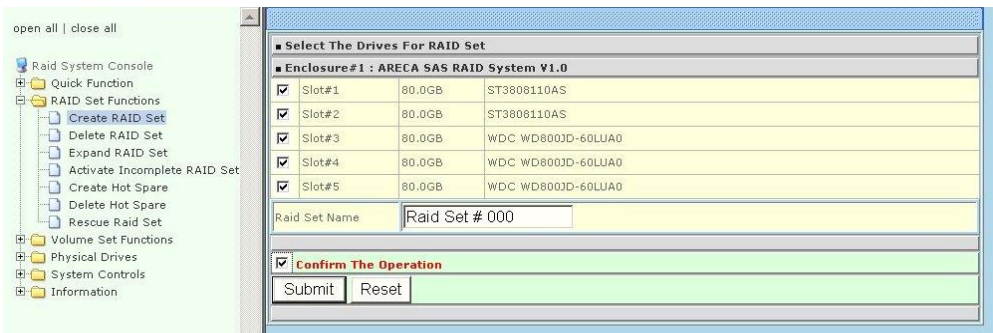 open all | close all
Raid System Console
Quick Function
RAID Set Functions
Create RAID Set
Delete RAID Set
Expand RAID Set
Activate Incomplete RAID Set
Create Hot Spare
Delete Hot Spare
Rescue Raid Set
Volume Set Functions
Physical Drives
System Controls
Information
Select The Drives For RAID Set
Enclosure#1 : ARECA SAS RAID System V1.0
Slot#1 80.0GB ST3808110AS
Slot#2 80.0GB ST3808110AS
Slot#3 80.0GB WDC WD800JD-60LUA0
Slot#4 80.0GB WDC WD800JD-60LUA0
Slot#5 80.0GB WDC WD800JD-60LUA0
Raid Set Name Raid Set # 000
Confirm The Operation
Submit Reset